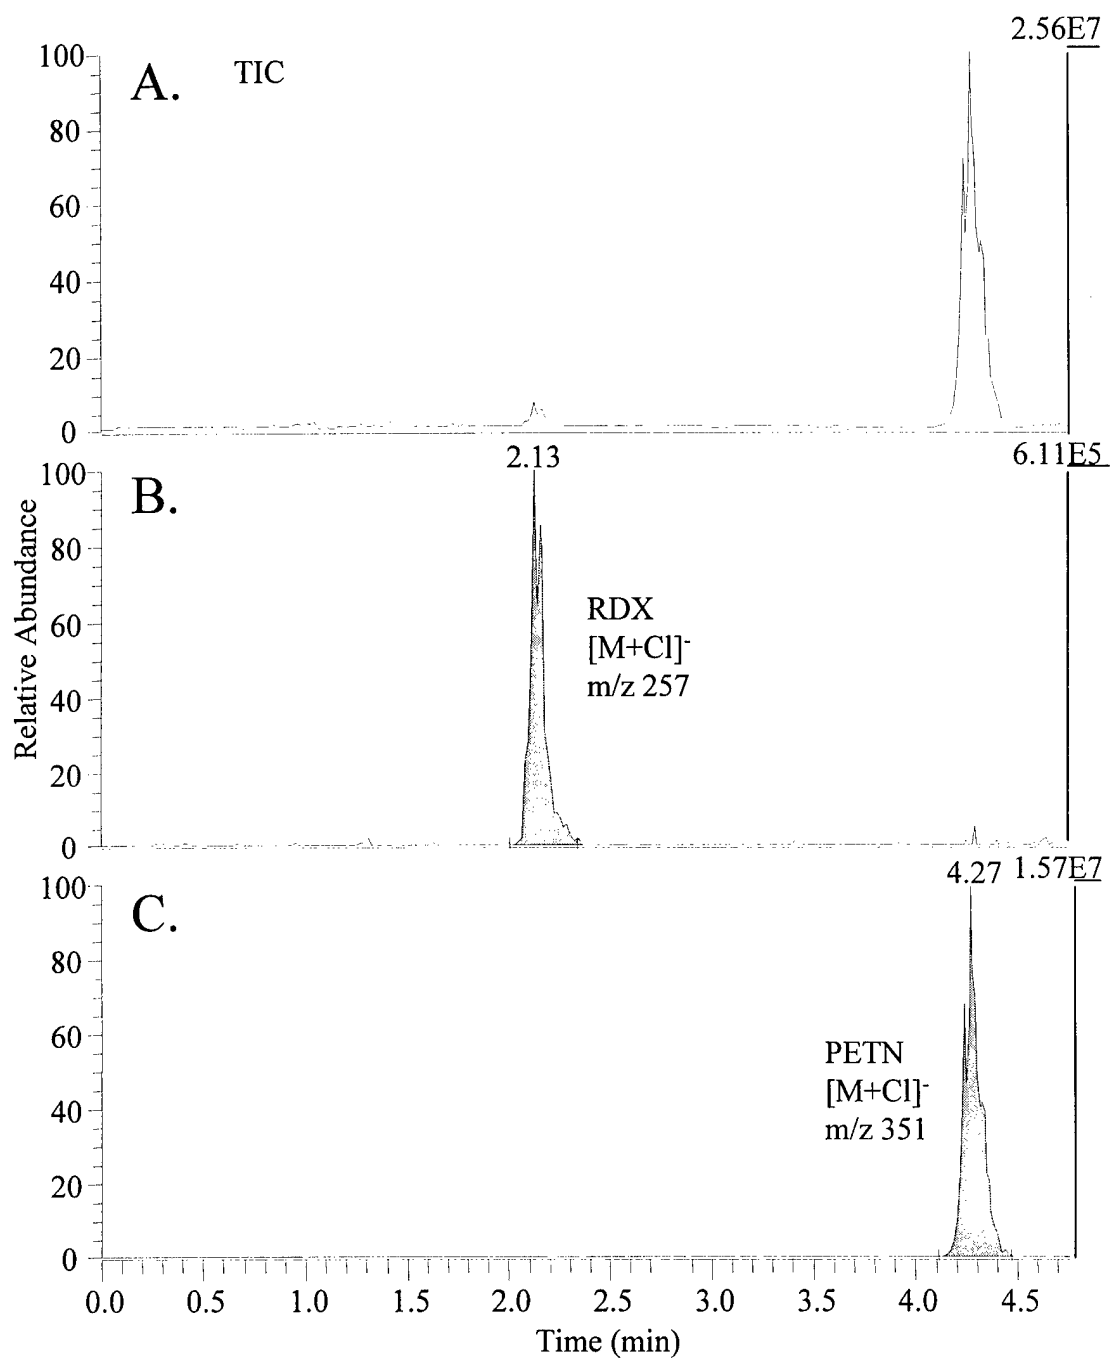 2.56E7
100
A.
TIC
80
60
40
20
0
2.13
6.11E5
100
B.
80
RDX
[M+Cl]-
m/z 257
60
40
20
0
Relative Abundance
4.27
1.57E7
100
C.
80
60
PETN
[M+Cl]-
m/z 351
40
20
0
0.0 0.5 1.0 1.5 2.0 2.5 3.0 3.5 4.0 4.5
Time (min)